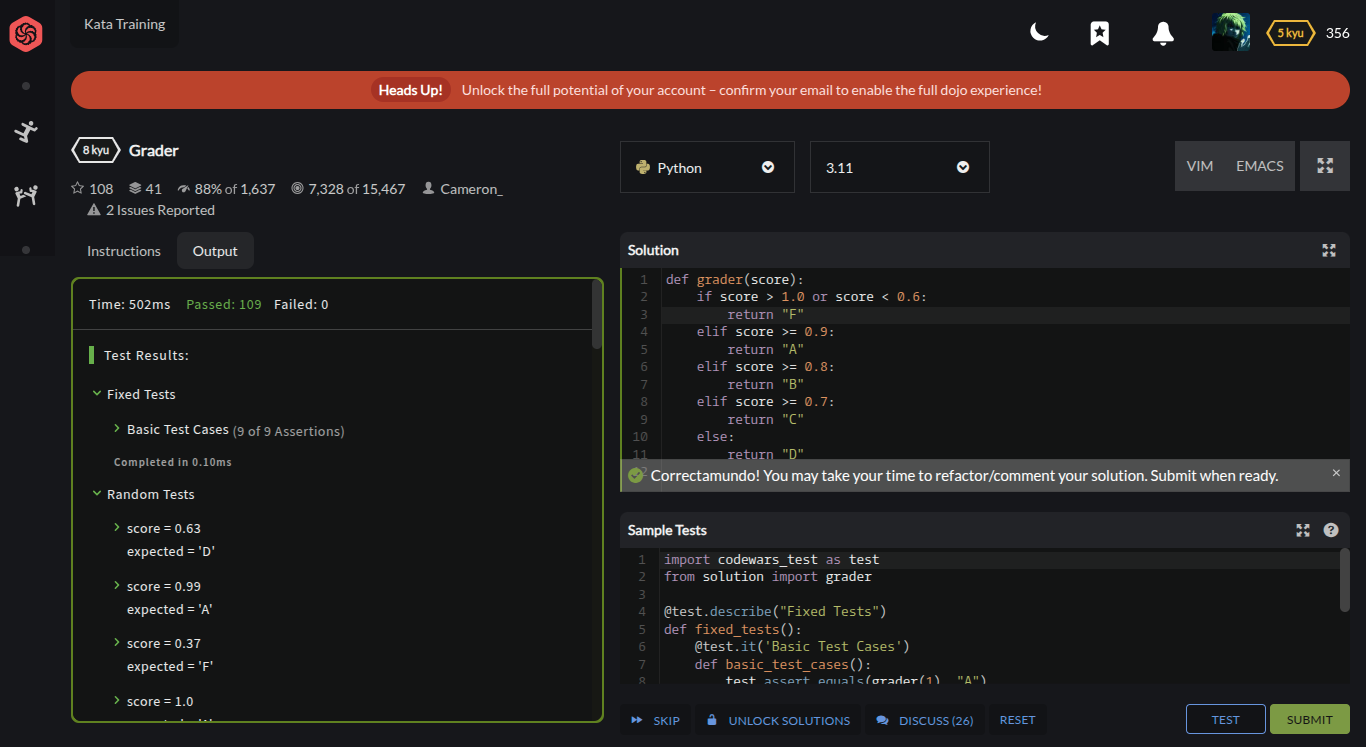 Kata Training
5 kyu 356
Heads Up! Unlock the full potential of your account – confirm your email to enable the full dojo experience!
8 kyu Grader
108 41 88% of 1,637 7,328 of 15,467 Cameron_
2 Issues Reported
Python 3.11 VIM EMACS
Instructions Output
Time: 502ms Passed: 109 Failed: 0
Test Results:
Fixed Tests
Basic Test Cases (9 of 9 Assertions)
Completed in 0.10ms
Random Tests
score = 0.63
expected = 'D'
score = 0.99
expected = 'A'
score = 0.37
expected = 'F'
score = 1.0
Solution
1 def grader(score):
2     if score > 1.0 or score < 0.6:
3         return "F"
4     elif score >= 0.9:
5         return "A"
6     elif score >= 0.8:
7         return "B"
8     elif score >= 0.7:
9         return "C"
10     else:
11         return "D"
Correctamundo! You may take your time to refactor/comment your solution. Submit when ready. ×
Sample Tests ?
1 import codewars_test as test
2 from solution import grader
3
4 @test.describe("Fixed Tests")
5 def fixed_tests():
6     @test.it('Basic Test Cases')
7     def basic_test_cases():
8         test.assert_equals(grader(1), "A")
SKIP UNLOCK SOLUTIONS DISCUSS (26) RESET TEST SUBMIT